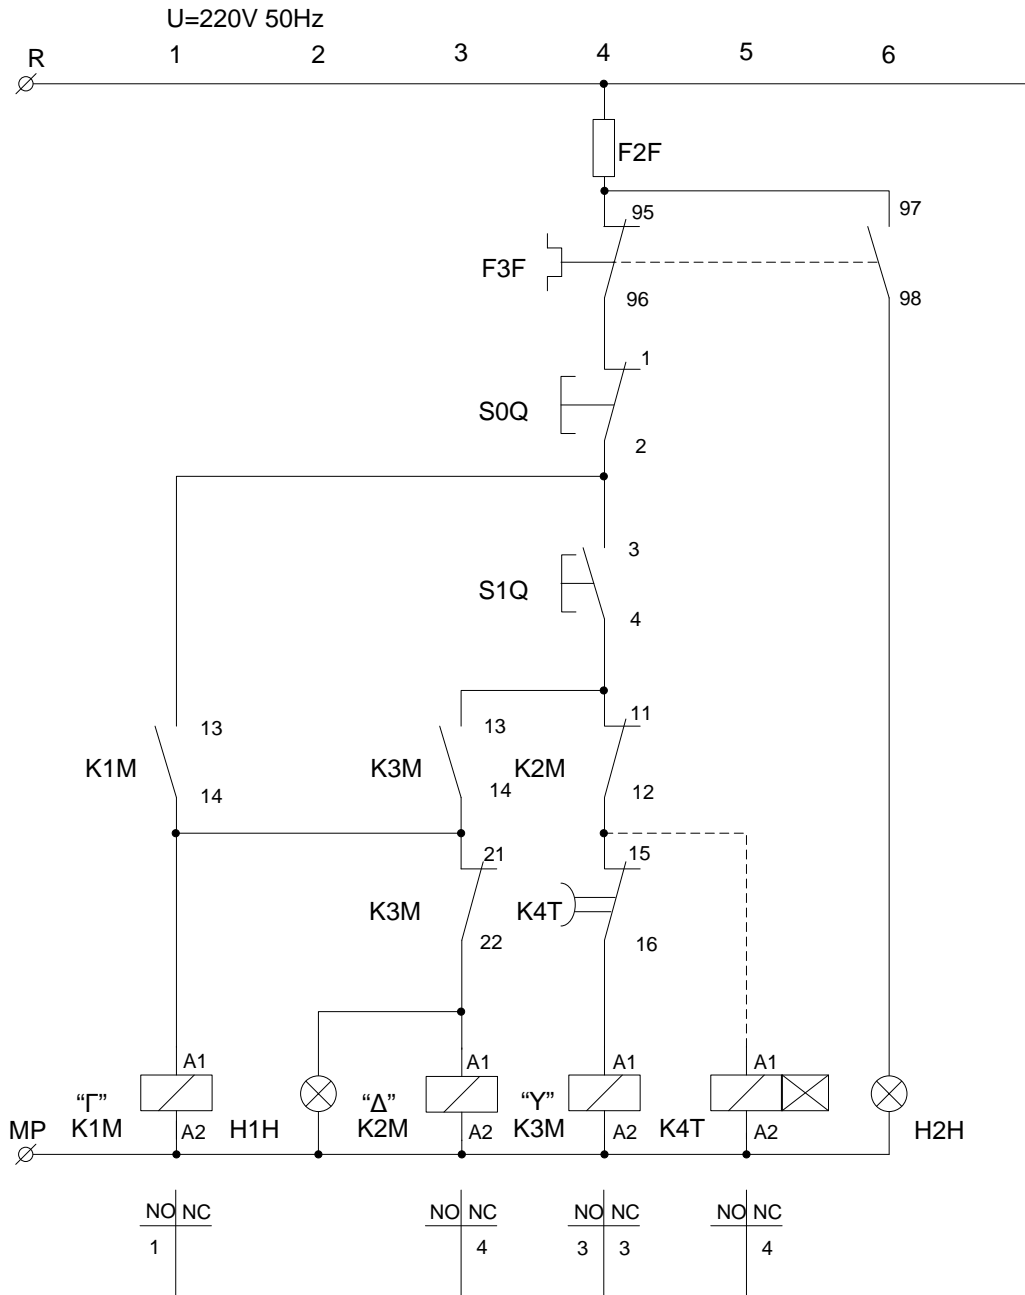 U=220V 50Hz
R 1 2 3 4 5 6
F2F
95 97
F3F
96 98
1
S0Q
2
3
S1Q
4
13 13 11
K1M K3M K2M
14 14 12
21 15
K3M K4T
22 16
A1 A1 A1 A1
“Γ” “Δ” “Y”
MP K1M A2 H1H K2M A2 K3M A2 K4T A2 H2H
NO NC NO NC NO NC NO NC
1 4 3 3 4